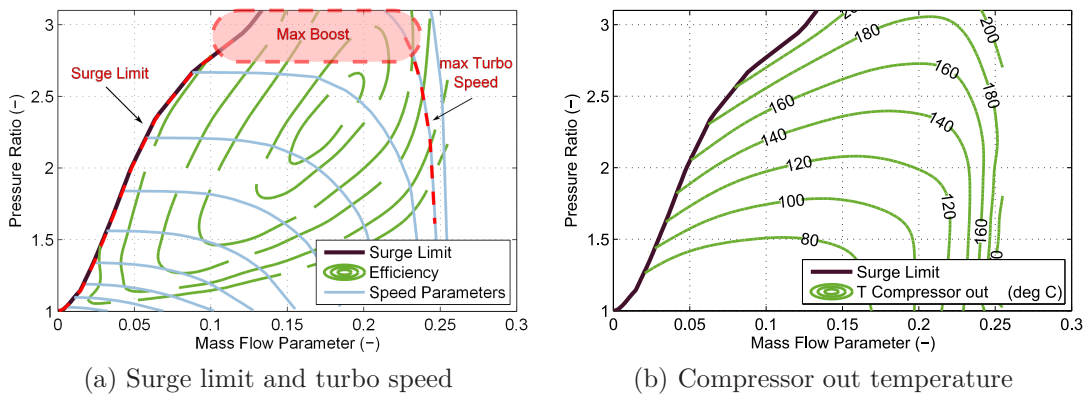 Max Boost
Surge Limit
max Turbo
Speed
Pressure Ratio (−)
3
2.5
2
1.5
1
Surge Limit
Efficiency
Speed Parameters
0 0.05 0.1 0.15 0.2 0.25 0.3
Mass Flow Parameter (−)
(a) Surge limit and turbo speed
Pressure Ratio (−)
3
2.5
2
1.5
1
200
180
180
160
160
140
140
120
120
100
80
160
Surge Limit
T Compressor out (deg C)
0 0.05 0.1 0.15 0.2 0.25 0.3
Mass Flow Parameter (−)
(b) Compressor out temperature